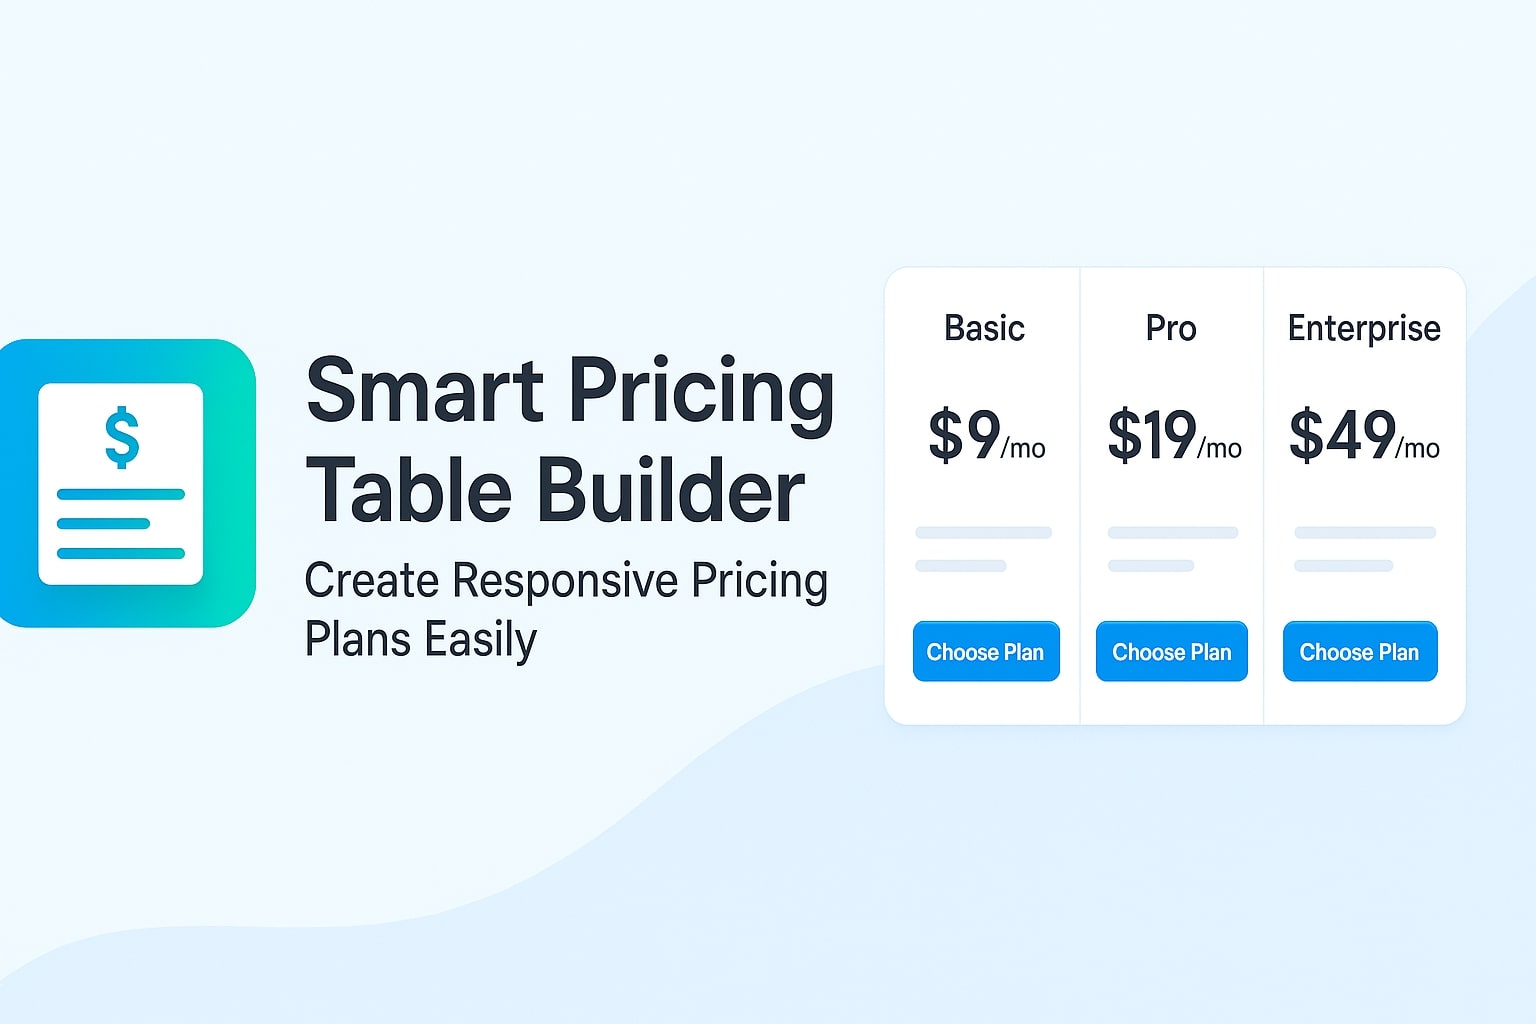 $
Smart Pricing
Table Builder
Create Responsive Pricing
Plans Easily
Basic
$9/mo
Choose Plan
Pro
$19/mo
Choose Plan
Enterprise
$49/mo
Choose Plan